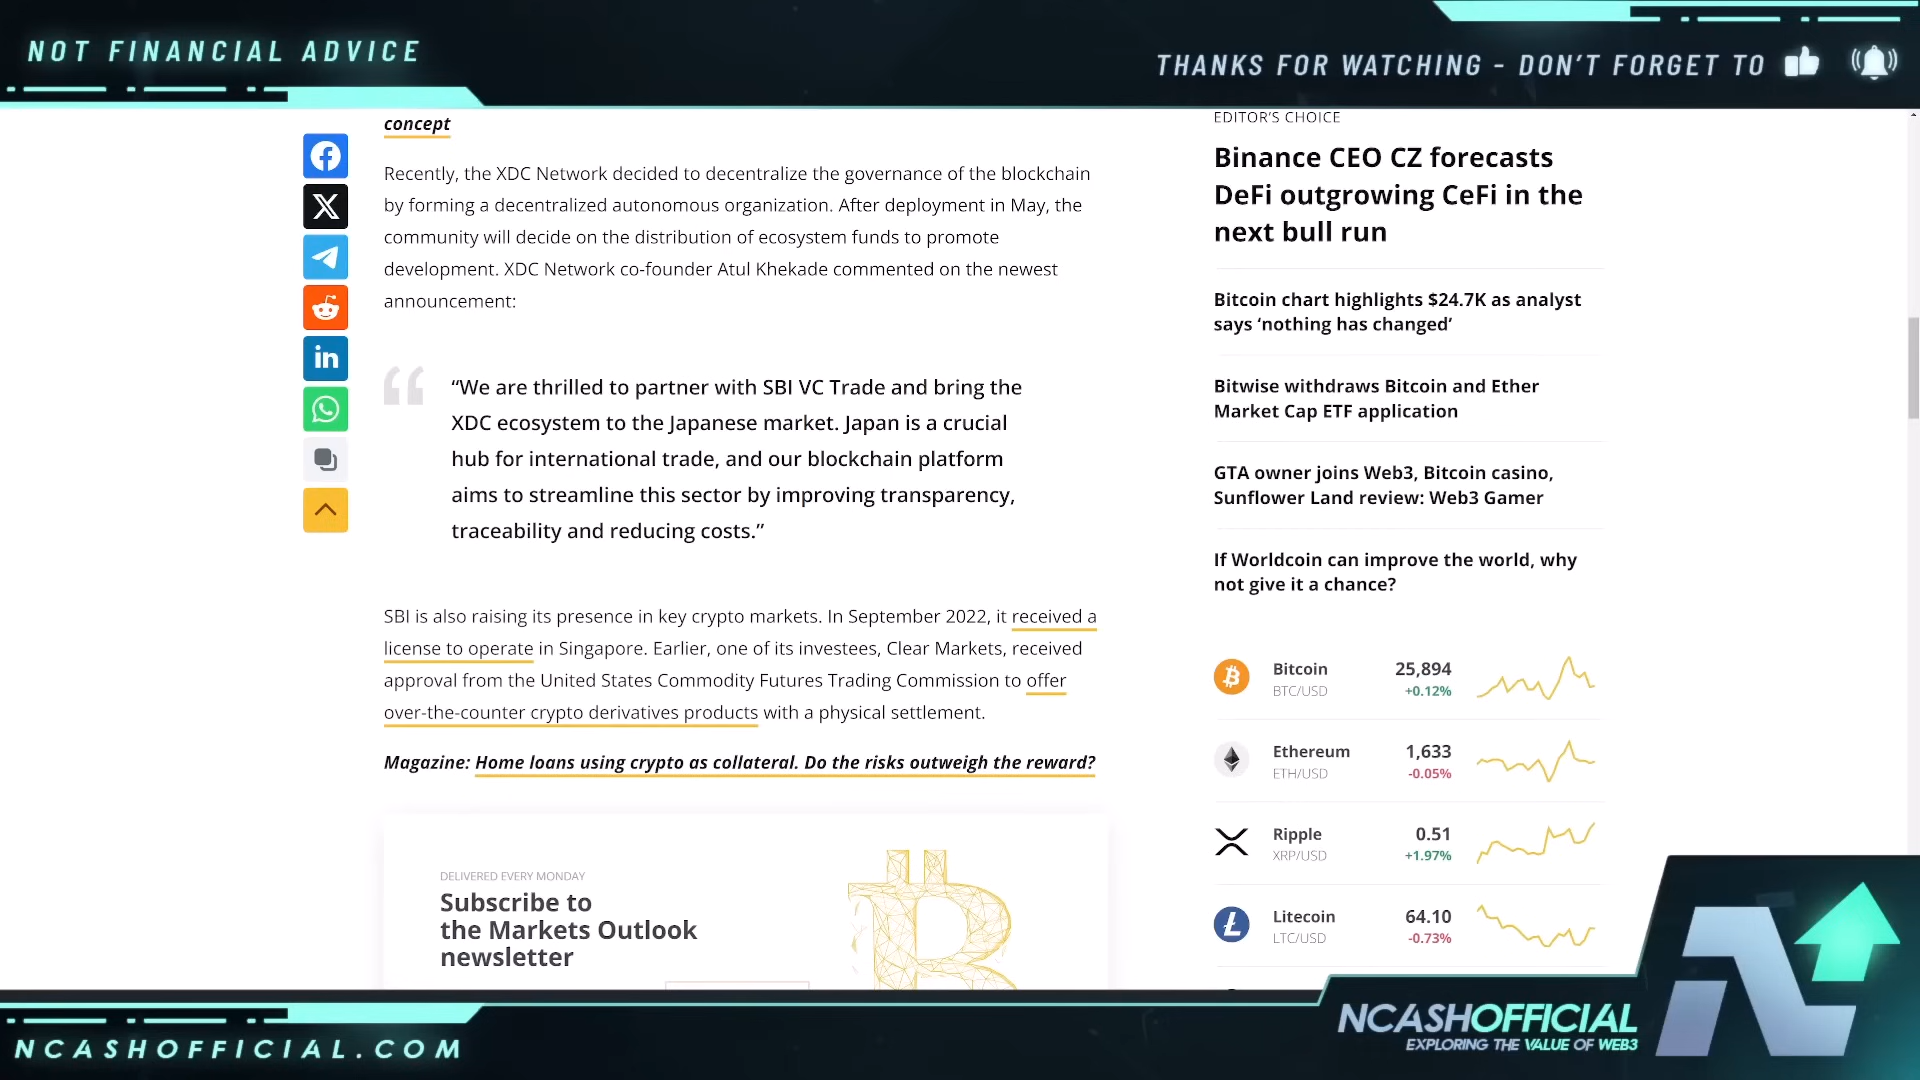 NOT FINANCIAL ADVICE
THANKS FOR WATCHING - DON'T FORGET TO
concept
Recently, the XDC Network decided to decentralize the governance of the blockchain
by forming a decentralized autonomous organization. After deployment in May, the
community will decide on the distribution of ecosystem funds to promote
development. XDC Network co-founder Atul Khekade commented on the newest
announcement:
“We are thrilled to partner with SBI VC Trade and bring the
XDC ecosystem to the Japanese market. Japan is a crucial
hub for international trade, and our blockchain platform
aims to streamline this sector by improving transparency,
traceability and reducing costs.”
SBI is also raising its presence in key crypto markets. In September 2022, it received a
license to operate in Singapore. Earlier, one of its investees, Clear Markets, received
approval from the United States Commodity Futures Trading Commission to offer
over-the-counter crypto derivatives products with a physical settlement.
Magazine: Home loans using crypto as collateral. Do the risks outweigh the reward?
DELIVERED EVERY MONDAY
Subscribe to
the Markets Outlook
newsletter
EDITOR’S CHOICE
Binance CEO CZ forecasts
DeFi outgrowing CeFi in the
next bull run
Bitcoin chart highlights $24.7K as analyst
says ‘nothing has changed’
Bitwise withdraws Bitcoin and Ether
Market Cap ETF application
GTA owner joins Web3, Bitcoin casino,
Sunflower Land review: Web3 Gamer
If Worldcoin can improve the world, why
not give it a chance?
Bitcoin 25,894
BTC/USD +0.12%
Ethereum 1,633
ETH/USD -0.05%
Ripple 0.51
XRP/USD +1.97%
Litecoin 64.10
LTC/USD -0.73%
NCASHOFFICIAL.COM
NCASHOFFICIAL
EXPLORING THE VALUE OF WEB3